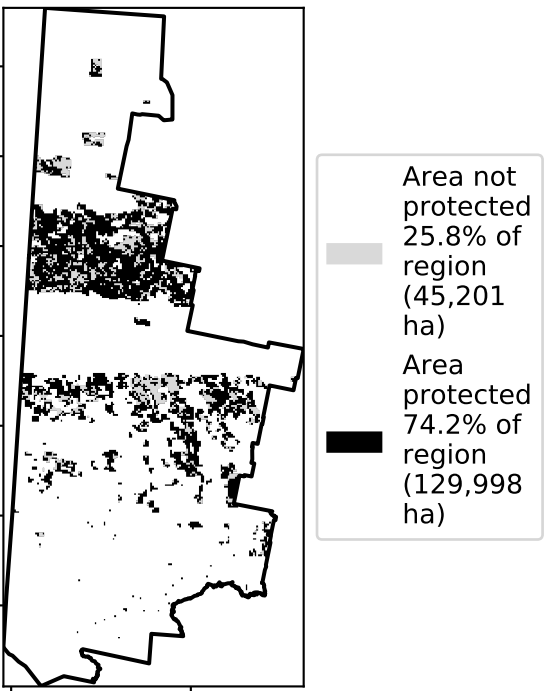 Area not
protected
25.8% of
region
(45,201
ha)
Area
protected
74.2% of
region
(129,998
ha)